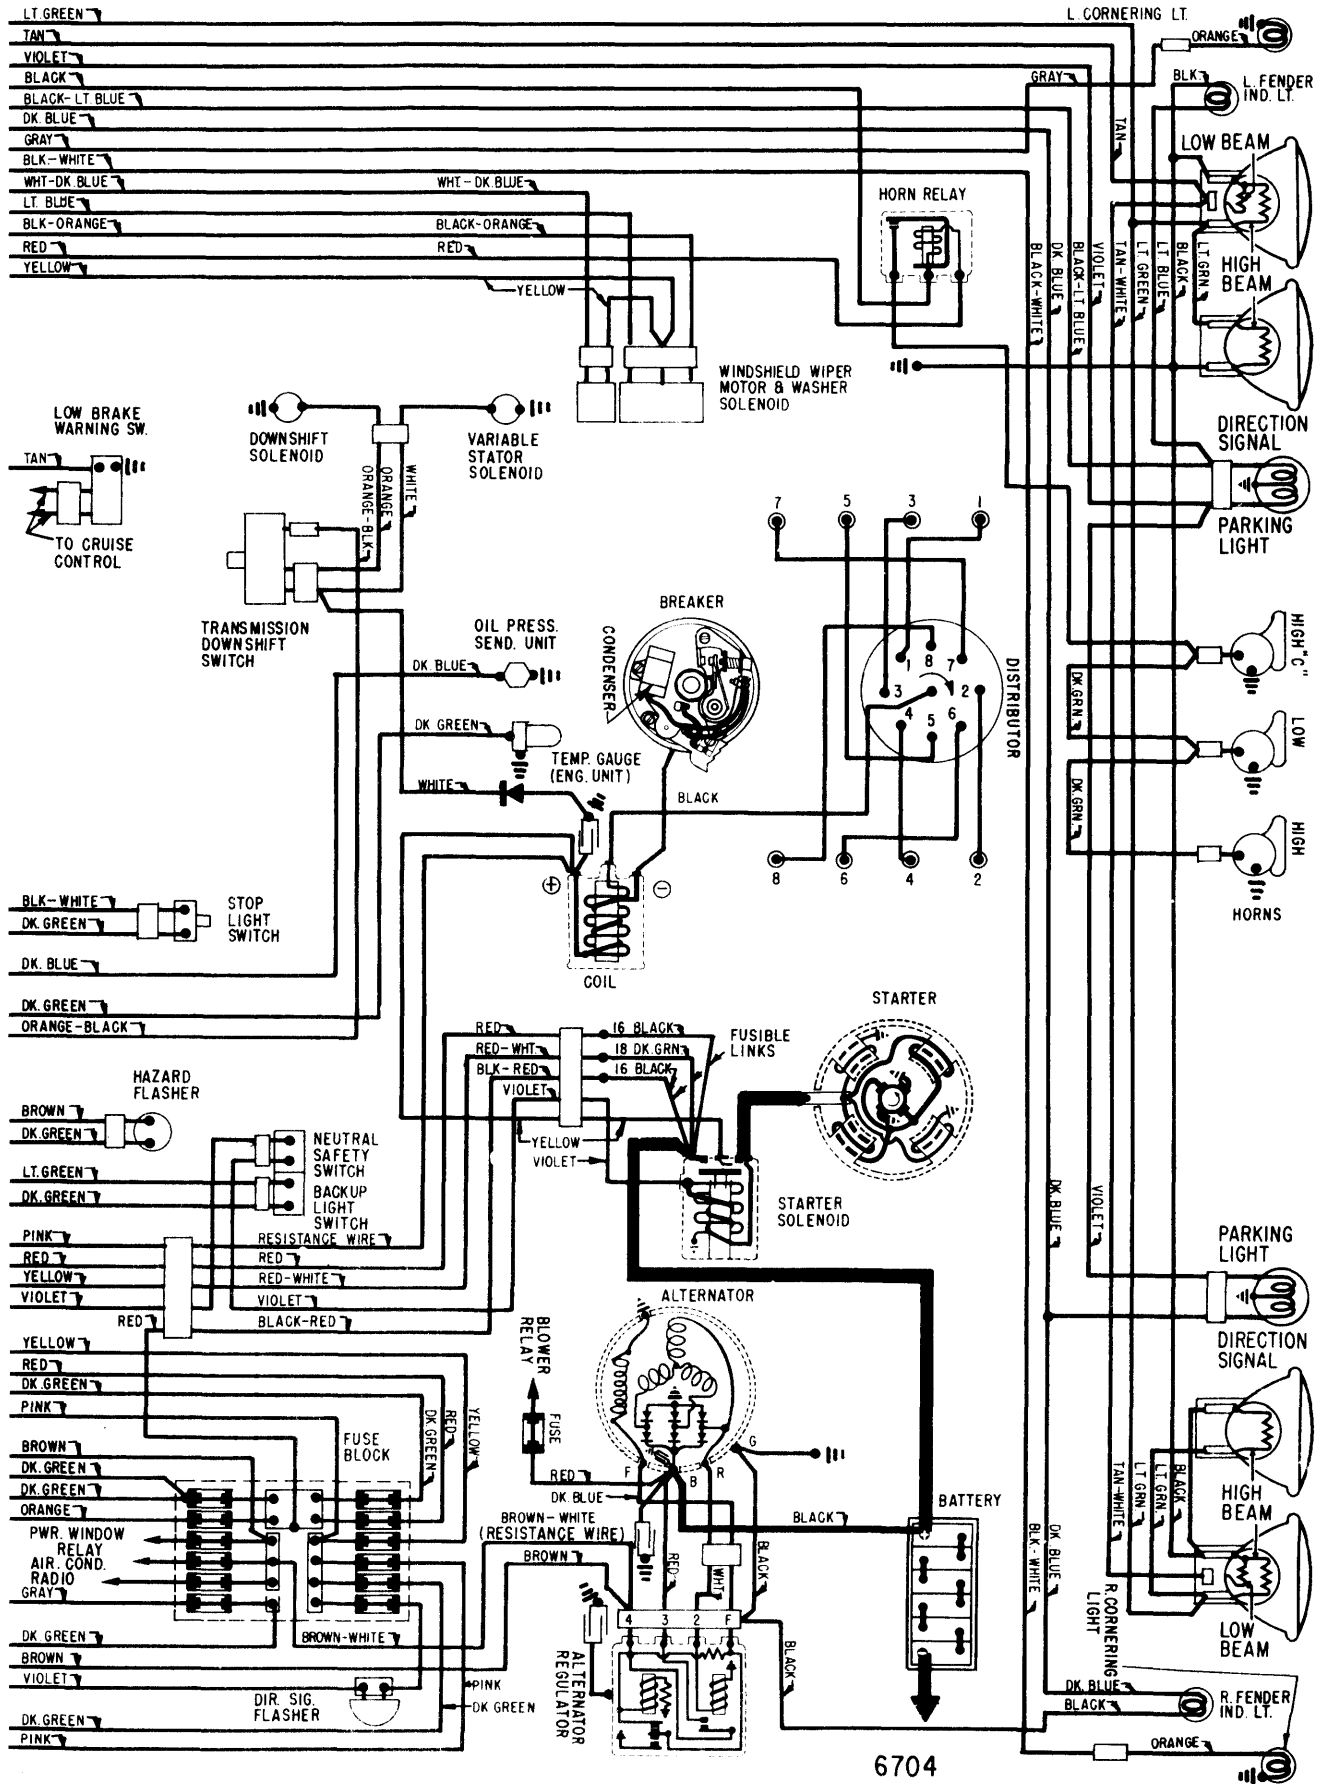 LT. GREEN
TAN
VIOLET
BLACK
BLACK-LT. BLUE
DK. BLUE
GRAY
BLK-WHITE
WHT-DK.BLUE
LT. BLUE
BLK-ORANGE
RED
YELLOW
WHT.-DK.BLUE
BLACK-ORANGE
RED
YELLOW
L. CORNERING LT.
ORANGE
GRAY
BLK.
L. FENDER
IND. LT.
TAN
LOW BEAM
HORN RELAY
HIGH
BEAM
BLACK-WHITE
DK BLUE
BLACK-LT. BLUE
VIOLET
TAN-WHITE
LT GREEN
LT. BLUE
BLACK
LT. GRN.
WINDSHIELD WIPER
MOTOR & WASHER
SOLENOID
LOW BRAKE
WARNING SW.
TAN
TO CRUISE
CONTROL
DOWNSHIFT
SOLENOID
VARIABLE
STATOR
SOLENOID
ORANGE-BLK.
ORANGE
WHITE
DIRECTION
SIGNAL
PARKING
LIGHT
7
5
3
1
TRANSMISSION
DOWNSHIFT
SWITCH
OIL PRESS.
SEND. UNIT
DK. BLUE
BREAKER
CONDENSER
DISTRIBUTOR
1
8
7
3
2
4
5
6
HIGH "C"
DK.GRN.
LOW
DK.GRN.
HIGH
HORNS
DK GREEN
TEMP. GAUGE
(ENG. UNIT)
WHITE
BLACK
8
6
4
2
+
−
COIL
BLK-WHITE
DK. GREEN
STOP
LIGHT
SWITCH
DK. BLUE
DK. GREEN
ORANGE-BLACK
STARTER
RED
RED-WHT.
BLK-RED
VIOLET
16 BLACK
18 DK.GRN.
16 BLACK
FUSIBLE
LINKS
YELLOW
VIOLET
HAZARD
FLASHER
BROWN
DK.GREEN
NEUTRAL
SAFETY
SWITCH
LT.GREEN
DK.GREEN
BACKUP
LIGHT
SWITCH
STARTER
SOLENOID
PINK
RED
YELLOW
VIOLET
RESISTANCE WIRE
RED
RED-WHITE
VIOLET
RED
BLACK-RED
DK.BLUE
VIOLET
PARKING
LIGHT
DIRECTION
SIGNAL
ALTERNATOR
BLOWER
RELAY
FUSE
YELLOW
RED
DK.GREEN
PINK
BROWN
DK. GREEN
DK.GREEN
ORANGE
FUSE
BLOCK
DK.GREEN
RED
YELLOW
PWR. WINDOW
RELAY
AIR. COND.
RADIO
GRAY
F
B
R
G
RED
DK.BLUE
BROWN-WHITE
(RESISTANCE WIRE)
BROWN
RED
WHT.
BLACK
BLACK
BATTERY
4
3
2
F
BLACK
ALTERNATOR
REGULATOR
DK GREEN
BROWN
VIOLET
BROWN-WHITE
PINK
DK GREEN
DIR. SIG.
FLASHER
DK.GREEN
PINK
BLK.-WHITE
DK BLUE
TAN-WHITE
LT GRN
LT GRN
BLACK
HIGH
BEAM
LOW
BEAM
R.CORNERING
LIGHT
DK. BLUE
BLACK
R. FENDER
IND. LT.
ORANGE
6704